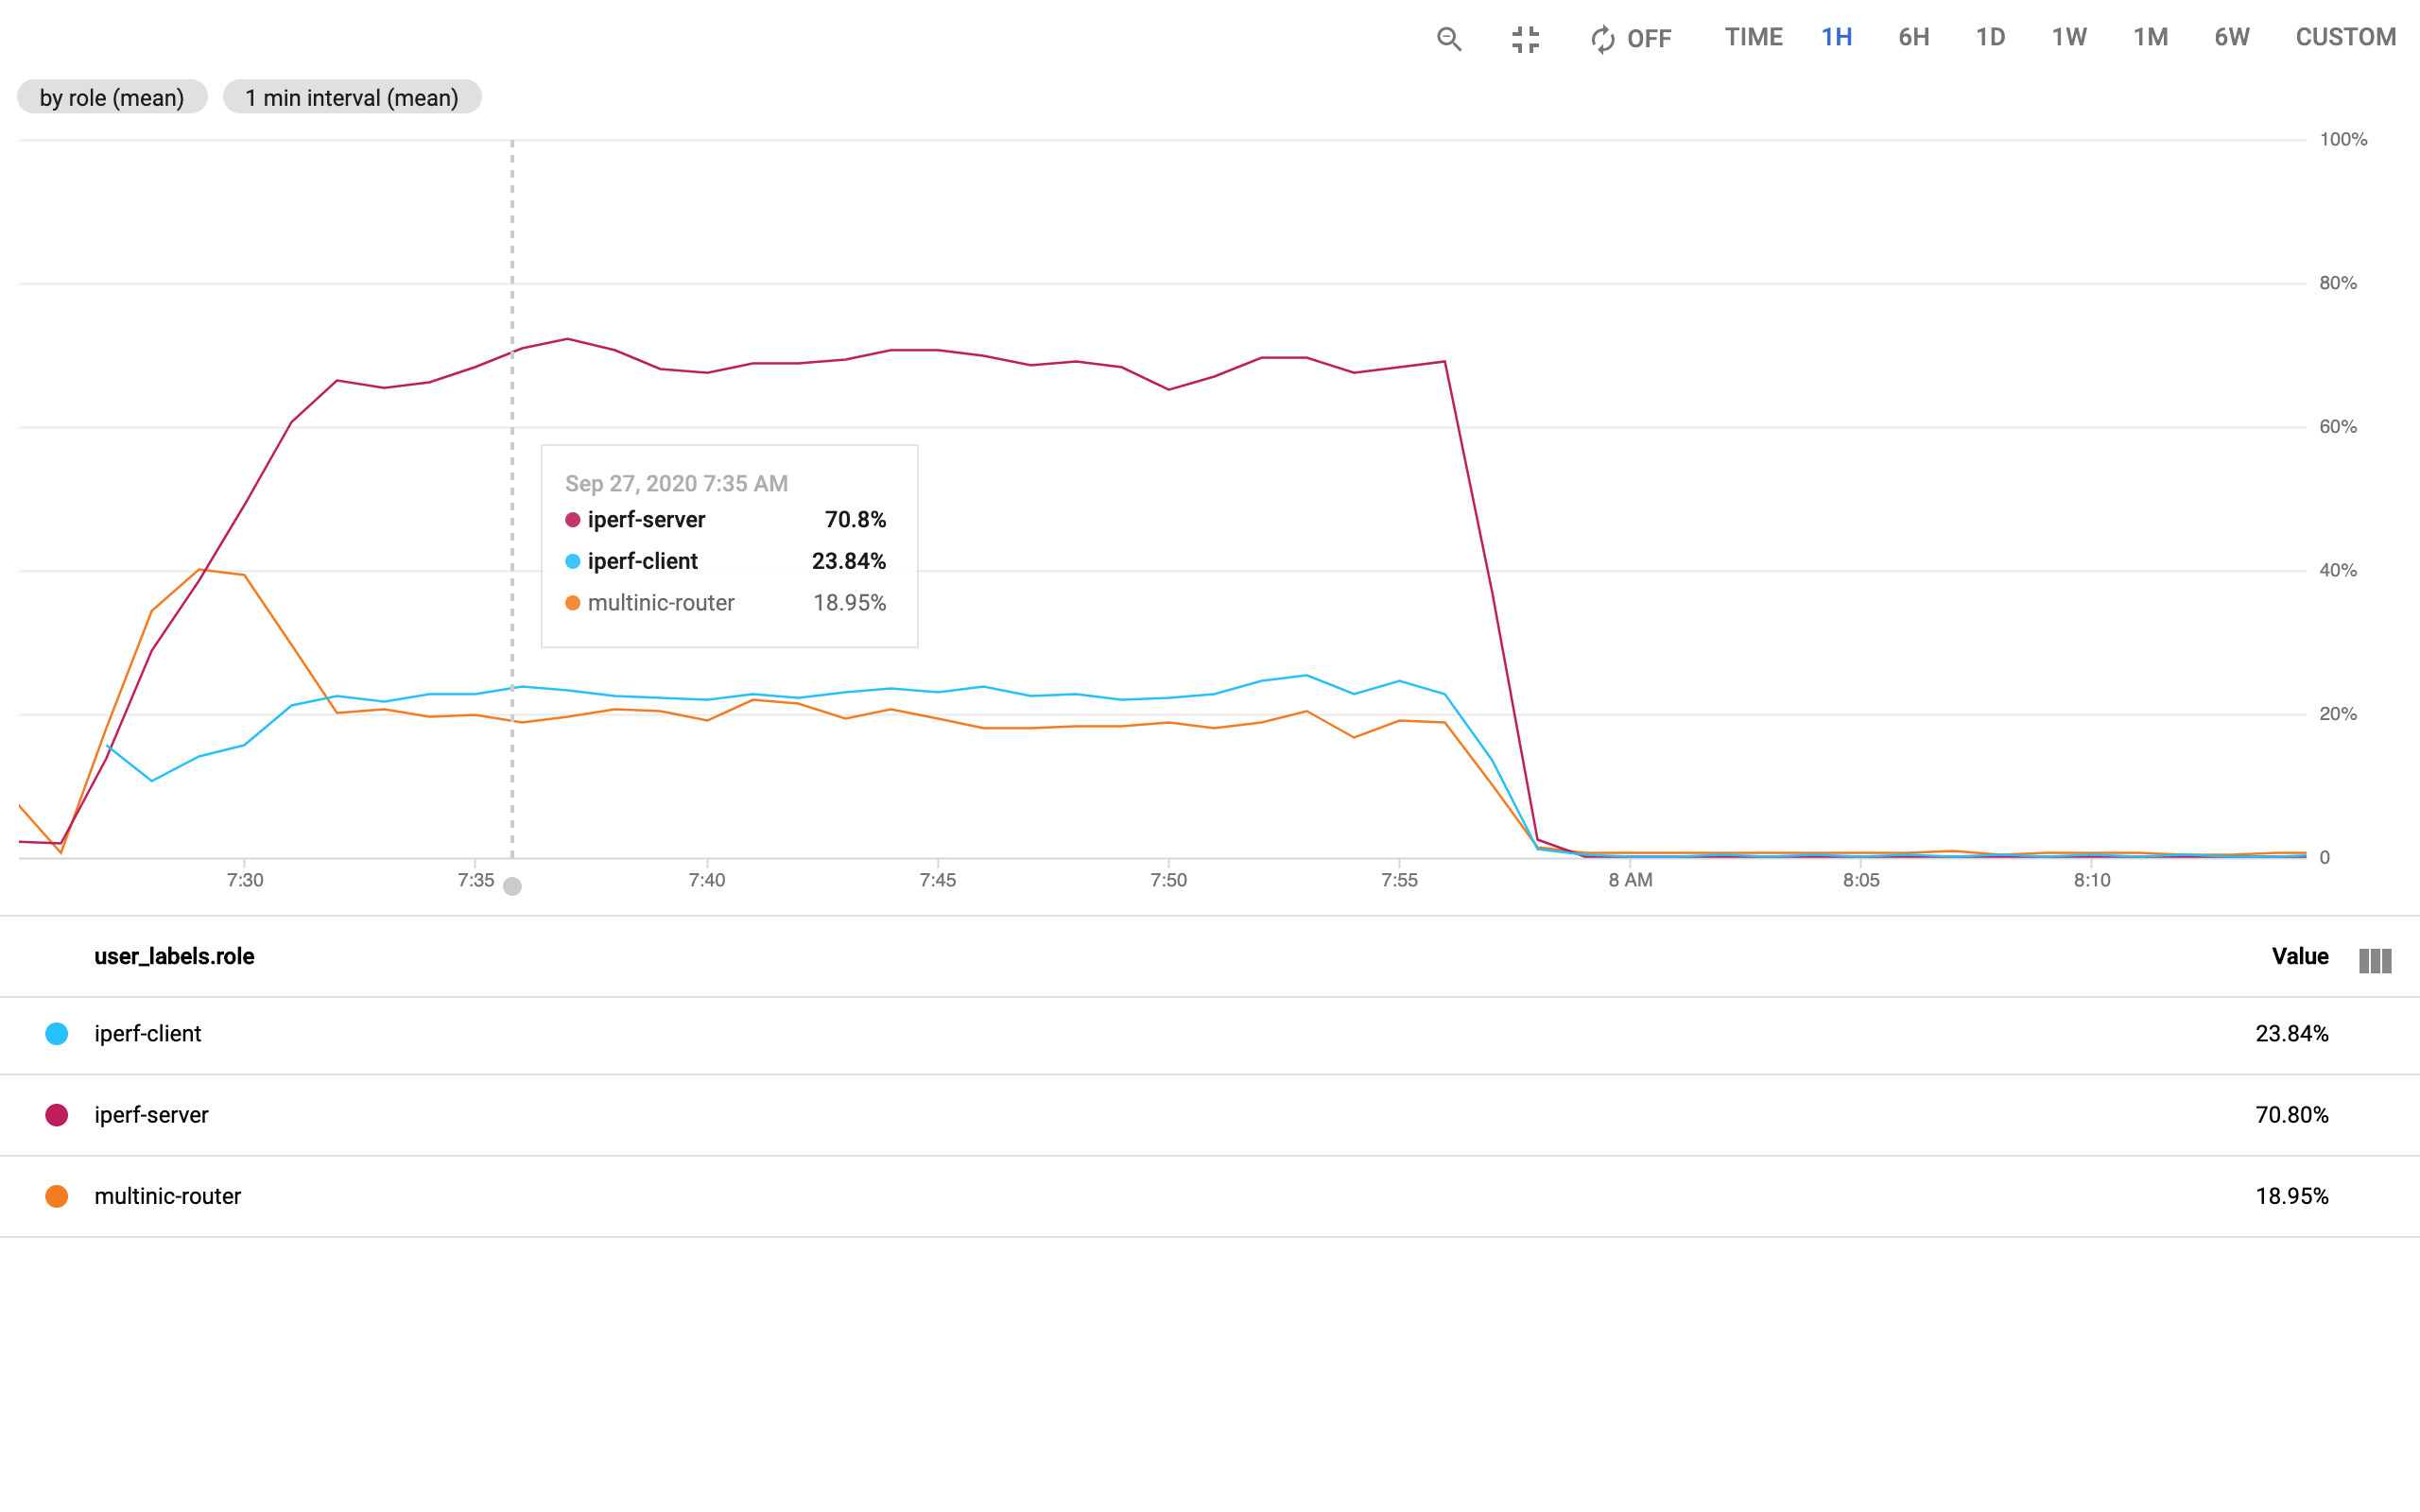 OFF TIME 1H 6H 1D 1W 1M 6W CUSTOM
by role (mean) 1 min interval (mean)
100%
80%
60%
Sep 27, 2020 7:35 AM
iperf-server 70.8%
iperf-client 23.84%
40%
multinic-router 18.95%
20%
0
7:30 7:35 7:40 7:45 7:50 7:55 8 AM 8:05 8:10
user_labels.role Value
iperf-client 23.84%
iperf-server 70.80%
multinic-router 18.95%